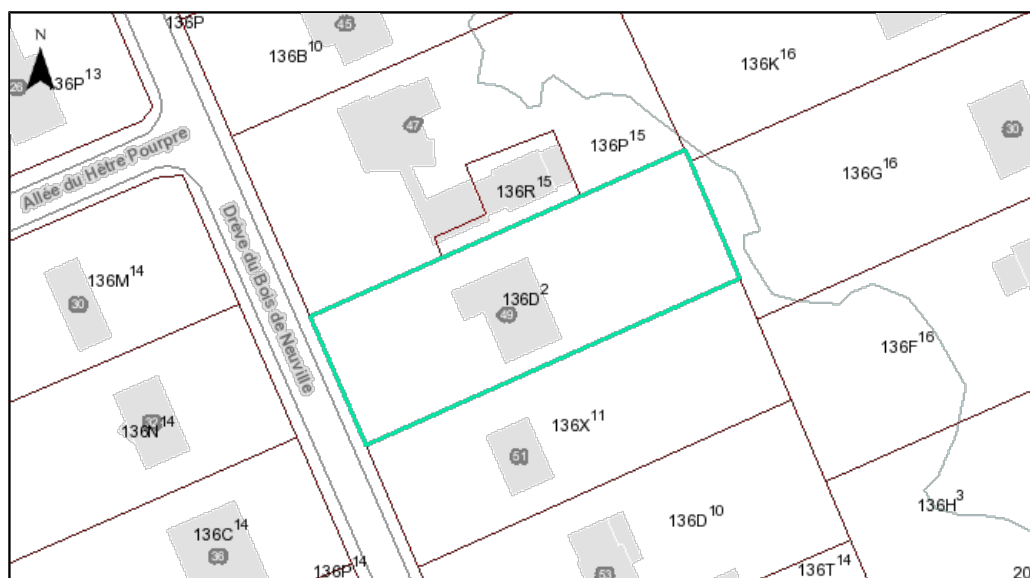 136P
45
136B¹⁰
N
136K¹⁶
28
136P¹³
47
30
136P¹⁵
Allée du Hêtre Pourpre
136R¹⁵
136G¹⁶
Drève du Bois de Neuville
136M¹⁴
30
136D²
49
136F¹⁶
32
136N¹⁴
136X¹¹
51
136H³
136D¹⁰
136C¹⁴
36
136P¹⁴
53
136T¹⁴
20